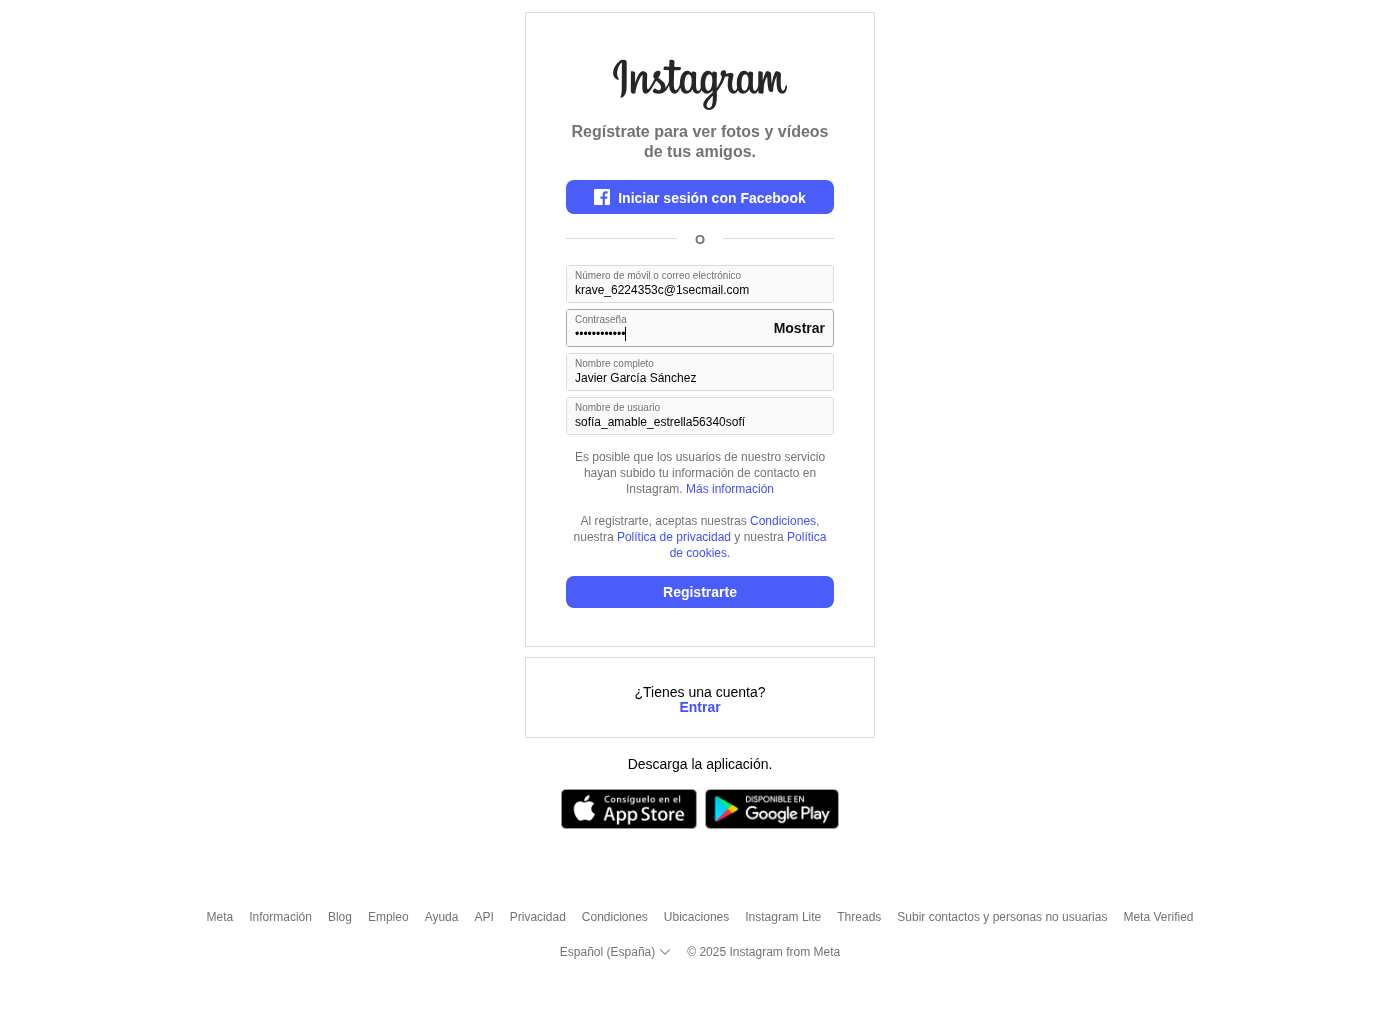 Instagram
Regístrate para ver fotos y vídeos
de tus amigos.
Iniciar sesión con Facebook
O
Número de móvil o correo electrónico
krave_6224353c@1secmail.com
Contraseña
••••••••••••
Mostrar
Nombre completo
Javier García Sánchez
Nombre de usuario
sofía_amable_estrella56340sofí
Es posible que los usuarios de nuestro servicio
hayan subido tu información de contacto en
Instagram. Más información
Al registrarte, aceptas nuestras Condiciones,
nuestra Política de privacidad y nuestra Política
de cookies.
Registrarte
¿Tienes una cuenta?
Entrar
Descarga la aplicación.
Consíguelo en el
App Store
DISPONIBLE EN
Google Play
Meta Información Blog Empleo Ayuda API Privacidad Condiciones Ubicaciones Instagram Lite Threads Subir contactos y personas no usuarias Meta Verified
Español (España) © 2025 Instagram from Meta